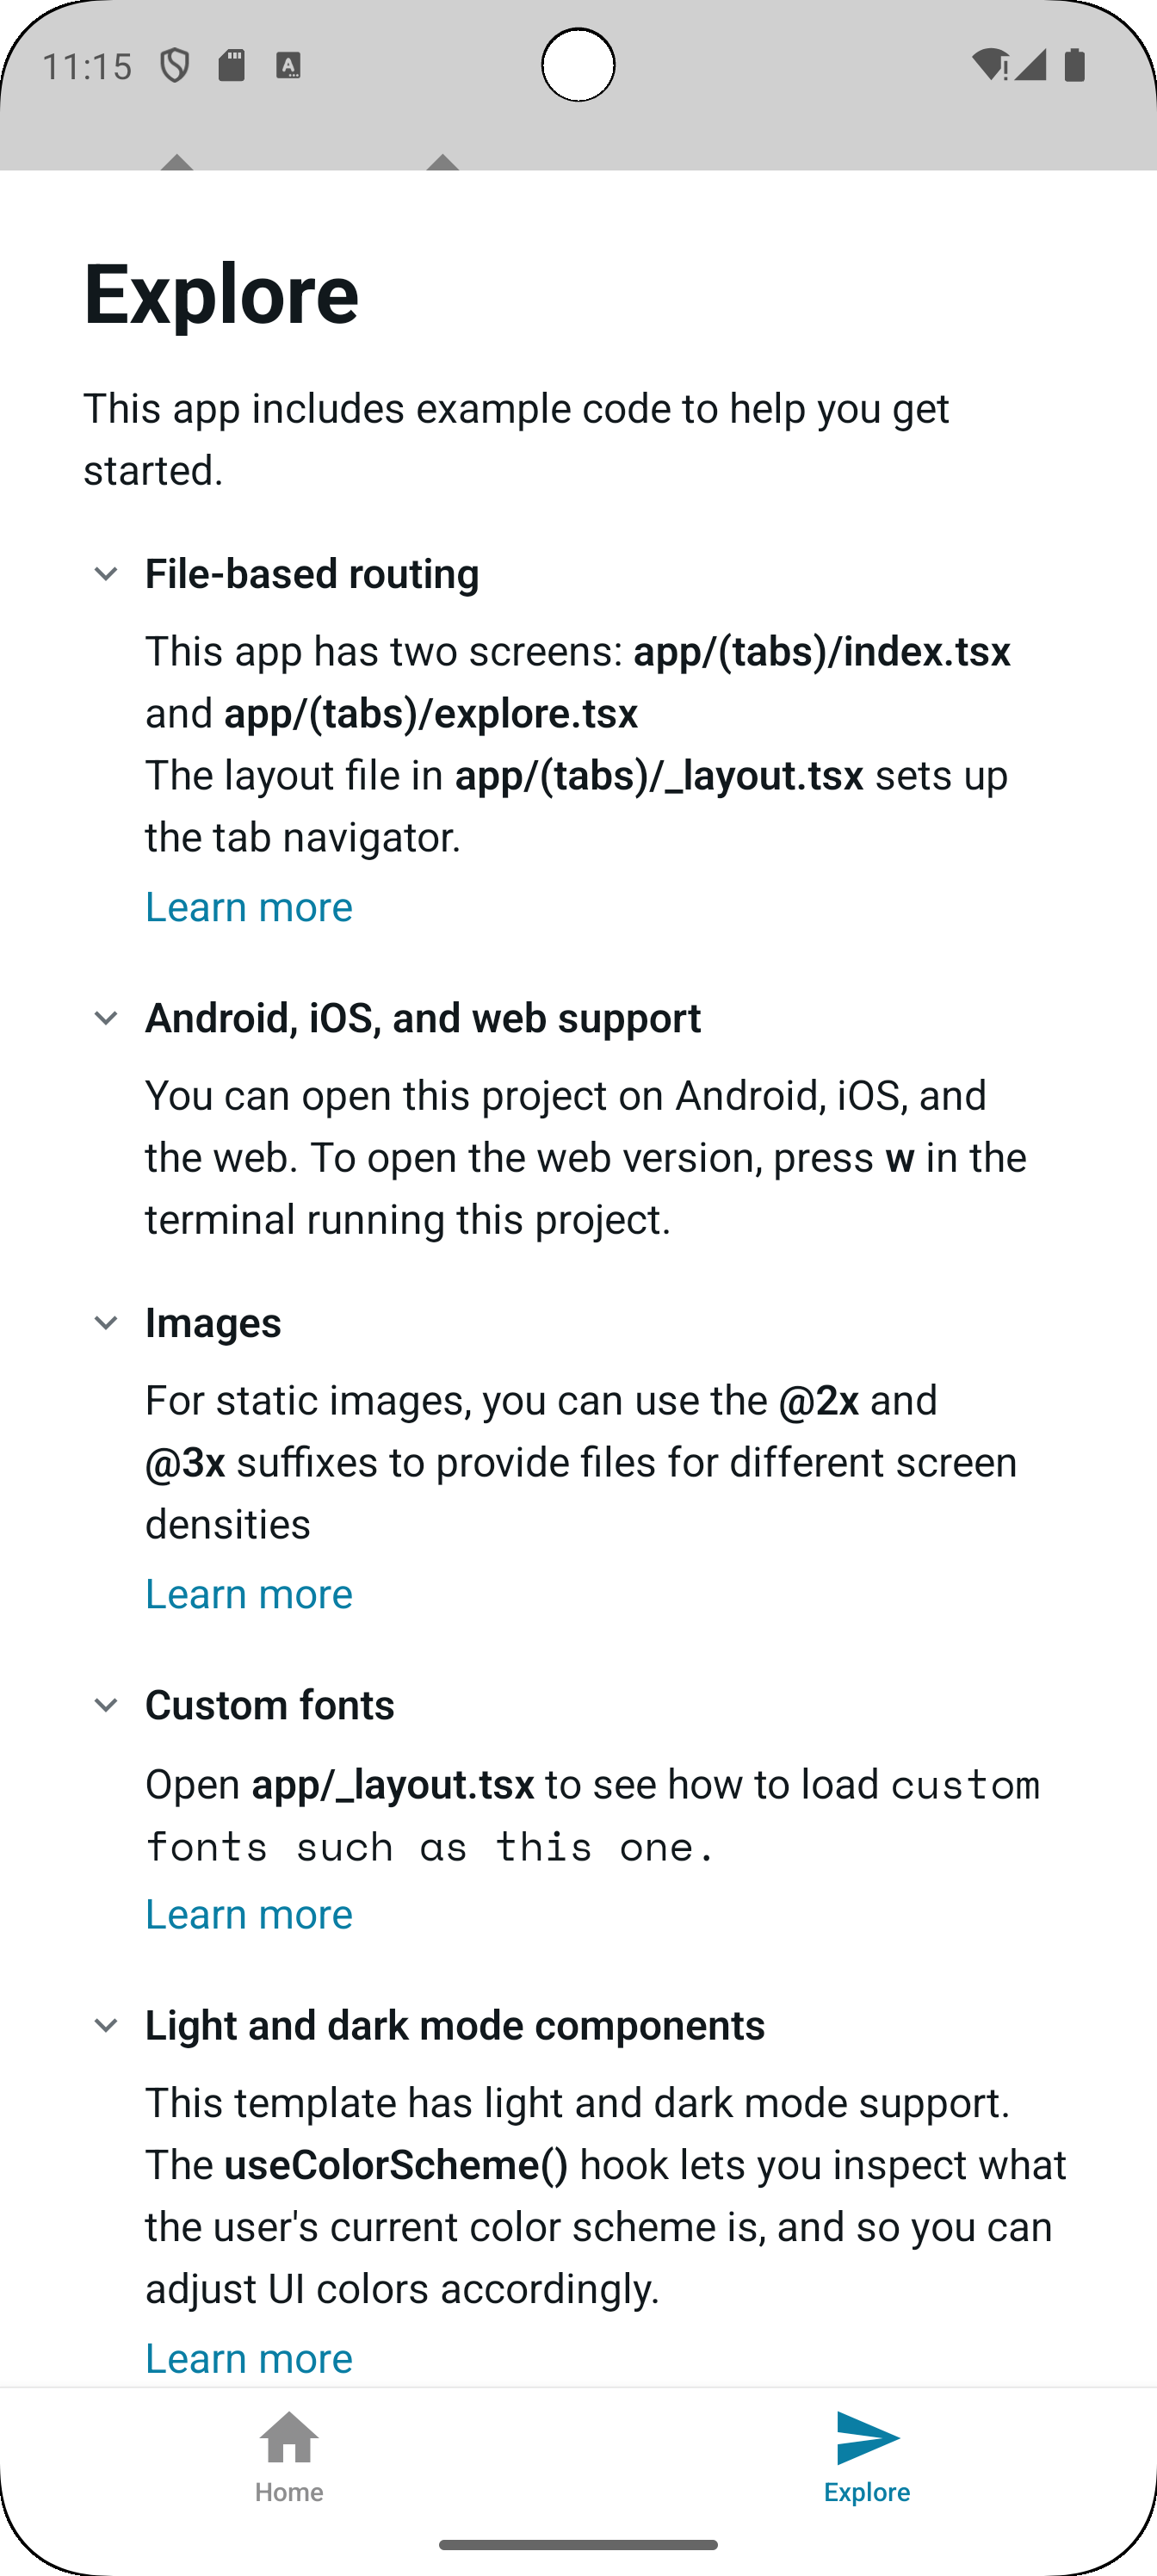 11:15
Explore
This app includes example code to help you get
started.
File-based routing
This app has two screens: app/(tabs)/index.tsx
and app/(tabs)/explore.tsx
The layout file in app/(tabs)/_layout.tsx sets up
the tab navigator.
Learn more
Android, iOS, and web support
You can open this project on Android, iOS, and
the web. To open the web version, press w in the
terminal running this project.
Images
For static images, you can use the @2x and
@3x suffixes to provide files for different screen
densities
Learn more
Custom fonts
Open app/_layout.tsx to see how to load custom
fonts such as this one.
Learn more
Light and dark mode components
This template has light and dark mode support.
The useColorScheme() hook lets you inspect what
the user's current color scheme is, and so you can
adjust UI colors accordingly.
Learn more
Home
Explore